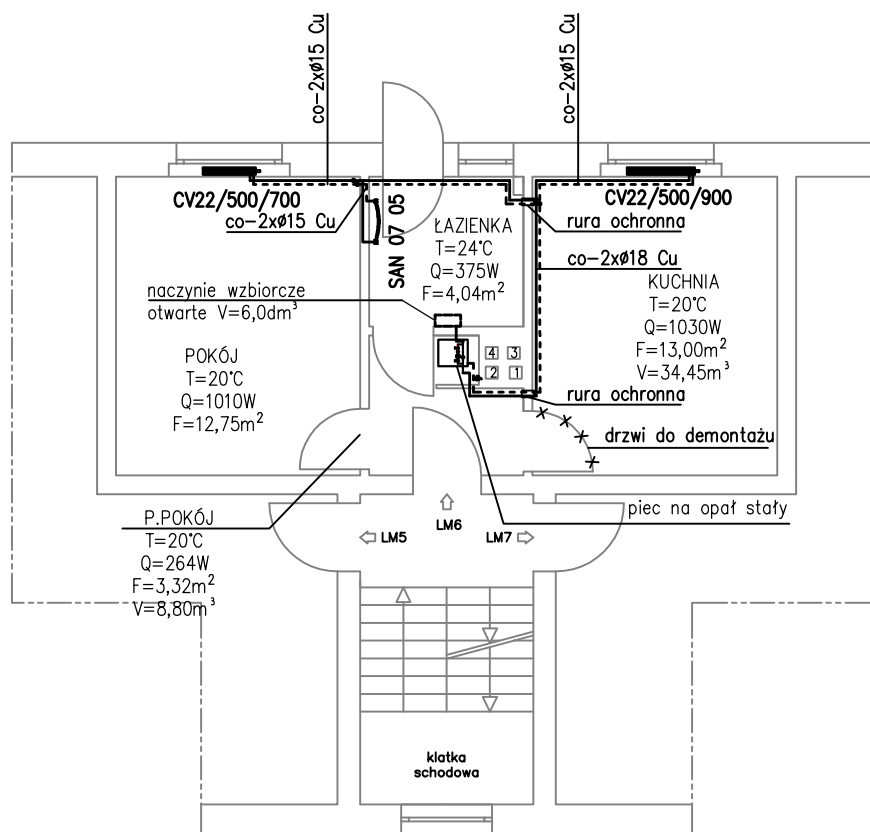 co-2xø15 Cu
co-2xø15 Cu
CV22/500/700
co-2xø15 Cu
SAN 07 05
ŁAZIENKA
T=24°C
Q=375W
F=4,04m²
CV22/500/900
rura ochronna
co-2xø18 Cu
KUCHNIA
T=20°C
Q=1030W
F=13,00m²
V=34,45m³
naczynie wzbiorcze
otwarte V=6,0dm³
POKÓJ
T=20°C
Q=1010W
F=12,75m²
4 3
2 1
rura ochronna
drzwi do demontażu
piec na opał stały
P.POKÓJ
T=20°C
Q=264W
F=3,32m²
V=8,80m³
LM5
LM6
LM7
klatka
schodowa